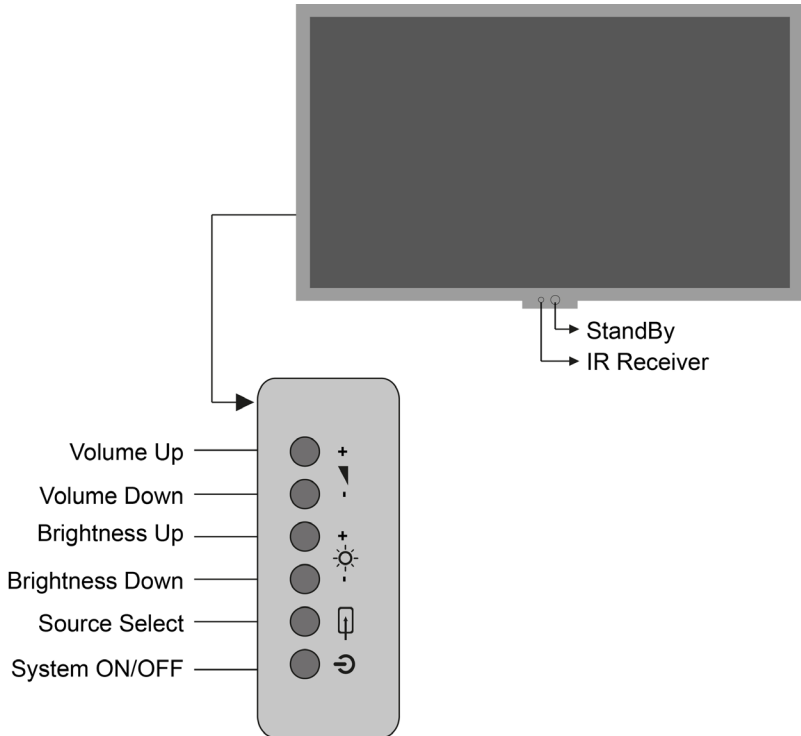 StandBy
IR Receiver
Volume Up
+
Volume Down
-
Brightness Up
+
Brightness Down
-
Source Select
System ON/OFF